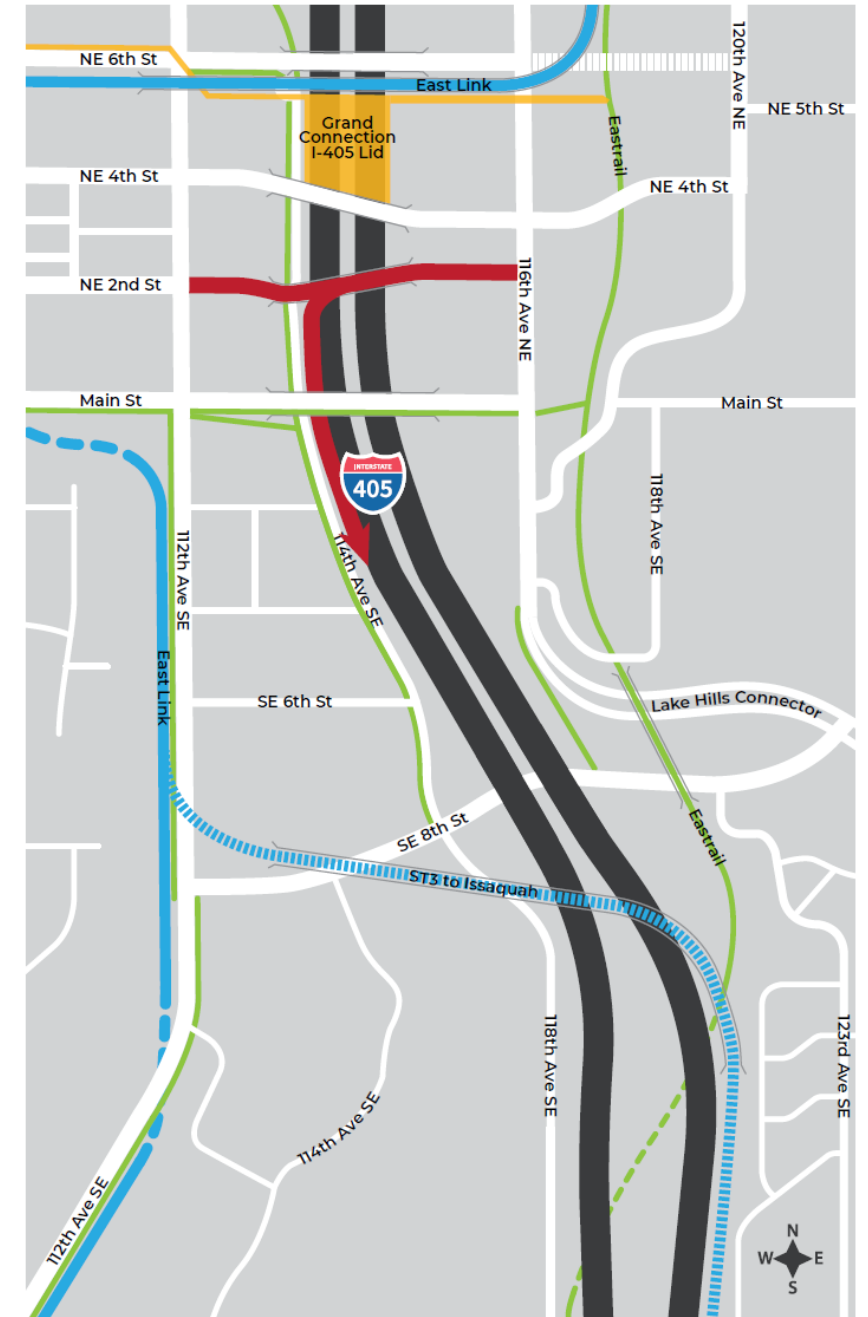 NE 6th St
120th Ave NE
East Link
NE 5th St
Grand
Connection
I-405 Lid
Eastrail
NE 4th St
NE 4th St
NE 2nd St
116th Ave NE
Main St
Main St
INTERSTATE
405
118th Ave SE
112th Ave SE
114th Ave SE
East Link
SE 6th St
Lake Hills Connector
SE 8th St
Eastrail
ST3 to Issaquah
118th Ave SE
123rd Ave SE
114th Ave SE
112th Ave SE
N
W E
S